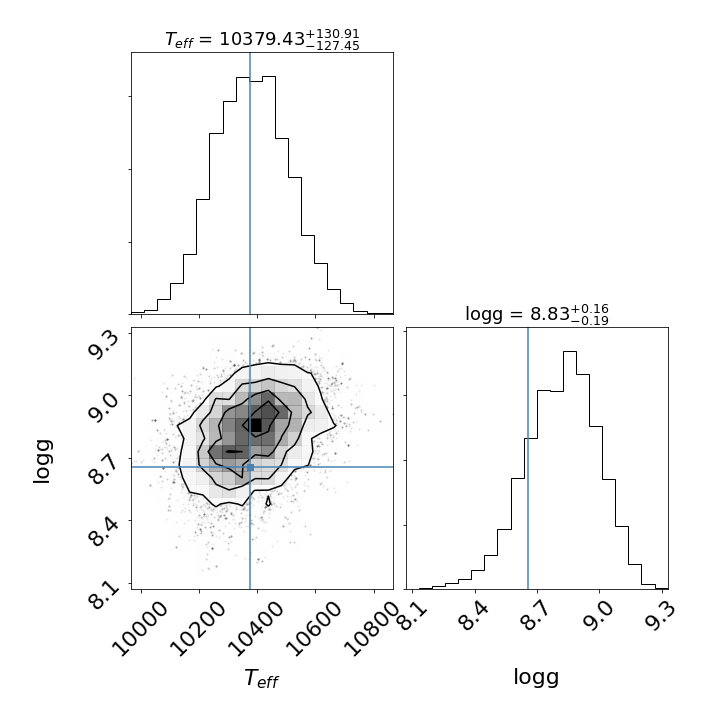 T_eff = 10379.43^{+130.91}_{-127.45}
logg = 8.83^{+0.16}_{-0.19}
9.3
9.0
8.7
8.4
8.1
logg
10000 10200 10400 10600 10800
8.1 8.4 8.7 9.0 9.3
T_eff
logg